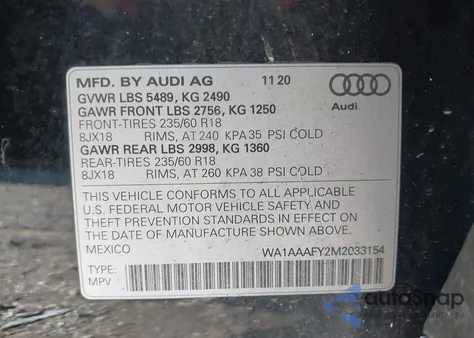 MFD. BY AUDI AG 11 20
GVWR LBS 5489, KG 2490
GAWR FRONT LBS 2756, KG 1250
FRONT-TIRES 235/60 R18
8JX18 RIMS, AT 240 KPA 35 PSI COLD
GAWR REAR LBS 2998, KG 1360
REAR-TIRES 235/60 R18
8JX18 RIMS, AT 260 KPA 38 PSI COLD
Audi
THIS VEHICLE CONFORMS TO ALL APPLICABLE
U.S. FEDERAL MOTOR VEHICLE SAFETY AND
THEFT PREVENTION STANDARDS IN EFFECT ON THE
DATE OF MANUFACTURE SHOWN ABOVE.
MEXICO WA1AAAFY2M2033154
TYPE:
MPV
autoSnap